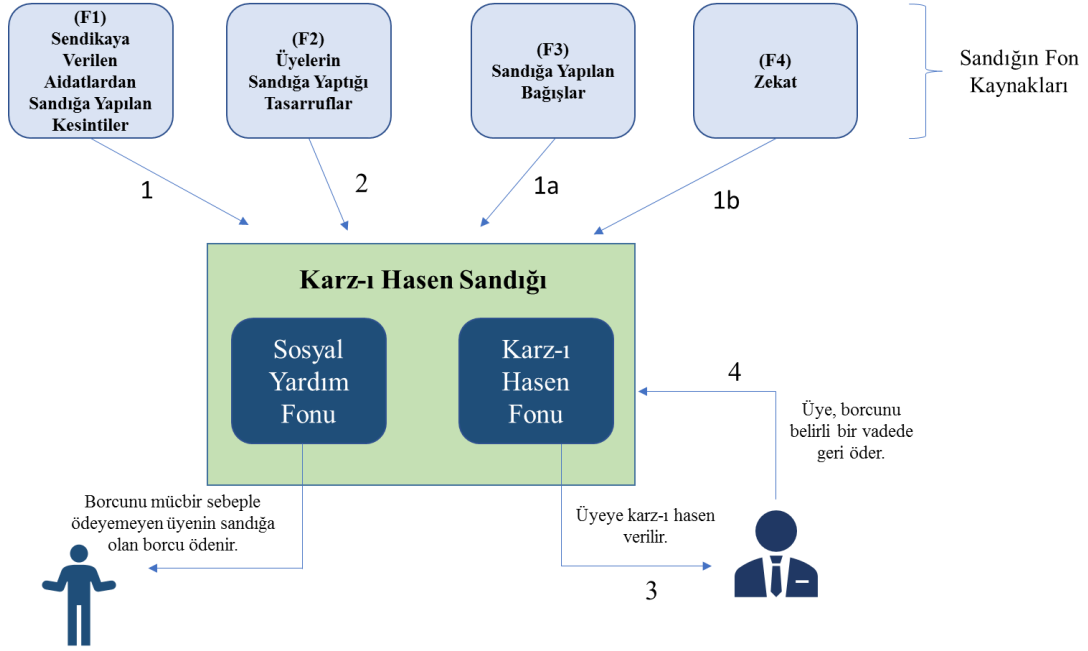 (F1)
Sendikaya
Verilen
Aidatlardan
Sandığa Yapılan
Kesintiler
(F2)
Üyelerin
Sandığa Yaptığı
Tasarruflar
(F3)
Sandığa Yapılan
Bağışlar
(F4)
Zekat
Sandığın Fon
Kaynakları
1
2
1a
1b
Karz-ı Hasen Sandığı
Sosyal
Yardım
Fonu
Karz-ı
Hasen
Fonu
4
Üye, borcunu
belirli bir vadede
geri öder.
Borcunu mücbir sebeple
ödeyemeyen üyenin sandığa
olan borcu ödenir.
Üyeye karz-ı hasen
verilir.
3